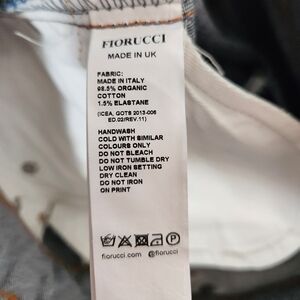 FIORUCCI
MADE IN UK
FABRIC:
MADE IN ITALY
98.5% ORGANIC
COTTON
1.5% ELASTANE
(ICEA, GOTS 2013-006
ED.02/REV.11)
HANDWASH
COLD WITH SIMILAR
COLOURS ONLY
DO NOT BLEACH
DO NOT TUMBLE DRY
LOW IRON SETTING
DRY CLEAN
DO NOT IRON
ON PRINT
fiorucci.com @fiorucci